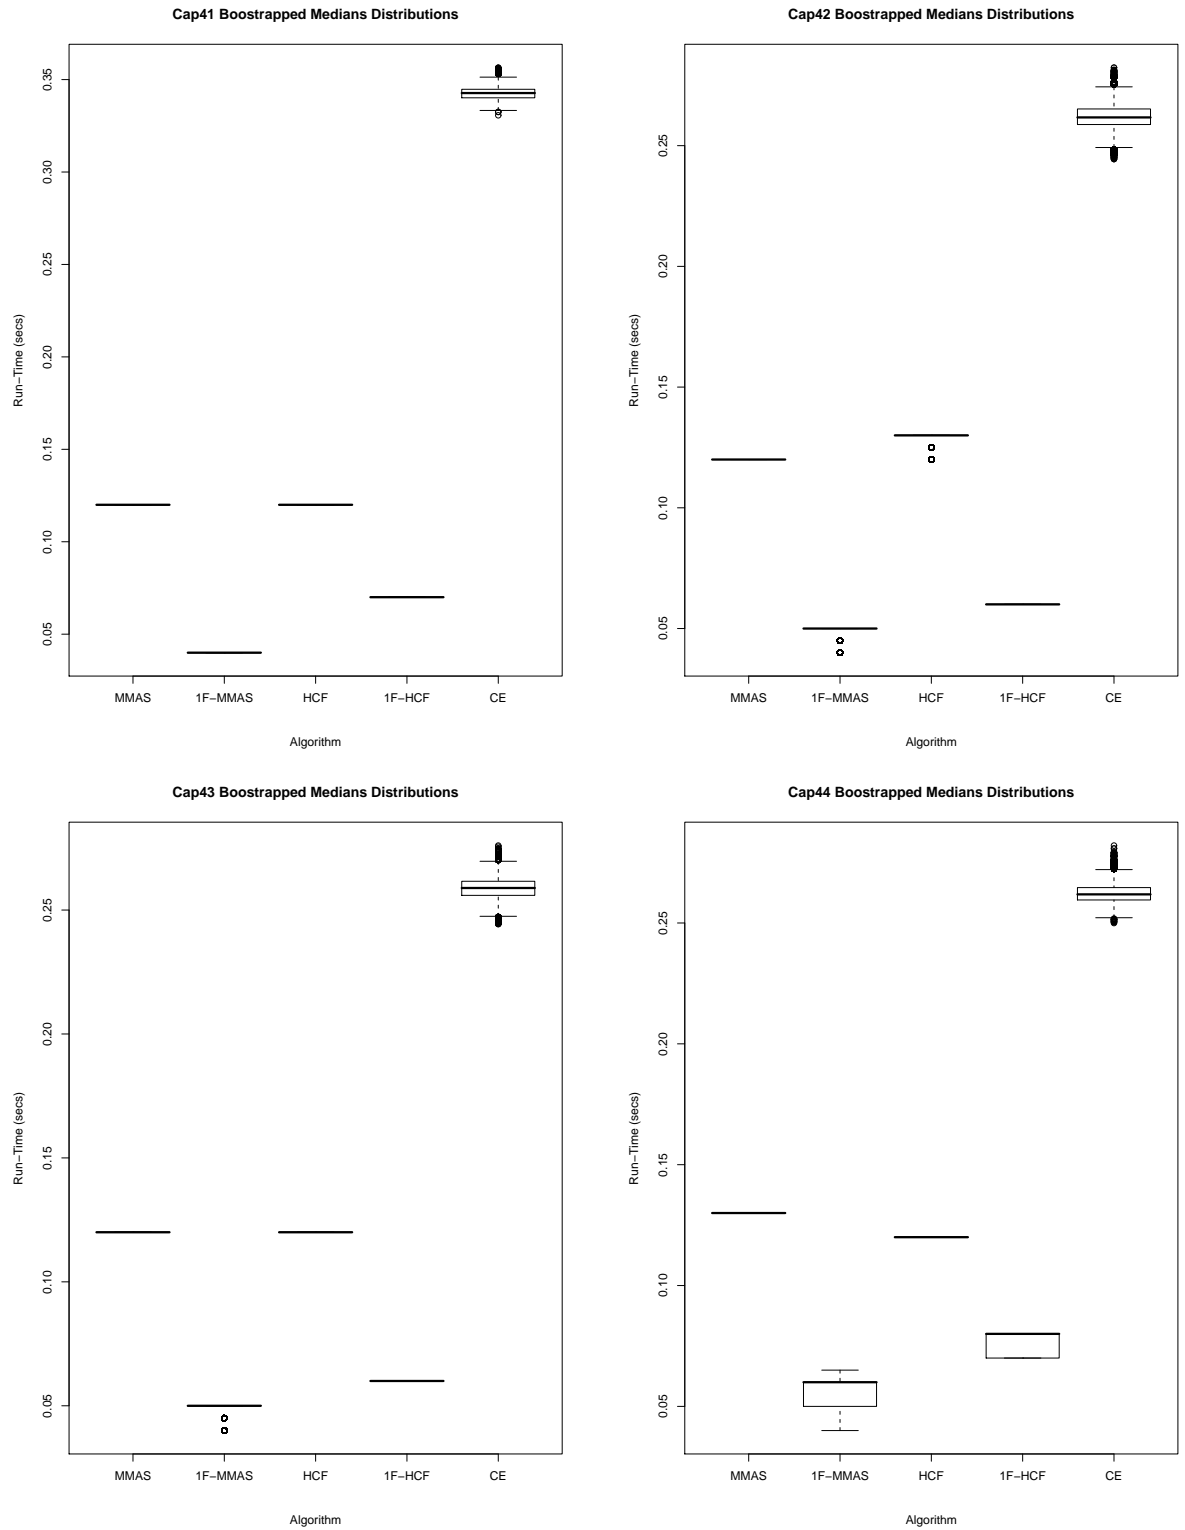 Cap41 Boostrapped Medians Distributions
Run−Time (secs)
0.35
0.30
0.25
0.20
0.15
0.10
0.05
MMAS 1F−MMAS HCF 1F−HCF CE
Algorithm
Cap42 Boostrapped Medians Distributions
Run−Time (secs)
0.25
0.20
0.15
0.10
0.05
MMAS 1F−MMAS HCF 1F−HCF CE
Algorithm
Cap43 Boostrapped Medians Distributions
Run−Time (secs)
0.25
0.20
0.15
0.10
0.05
MMAS 1F−MMAS HCF 1F−HCF CE
Algorithm
Cap44 Boostrapped Medians Distributions
Run−Time (secs)
0.25
0.20
0.15
0.10
0.05
MMAS 1F−MMAS HCF 1F−HCF CE
Algorithm